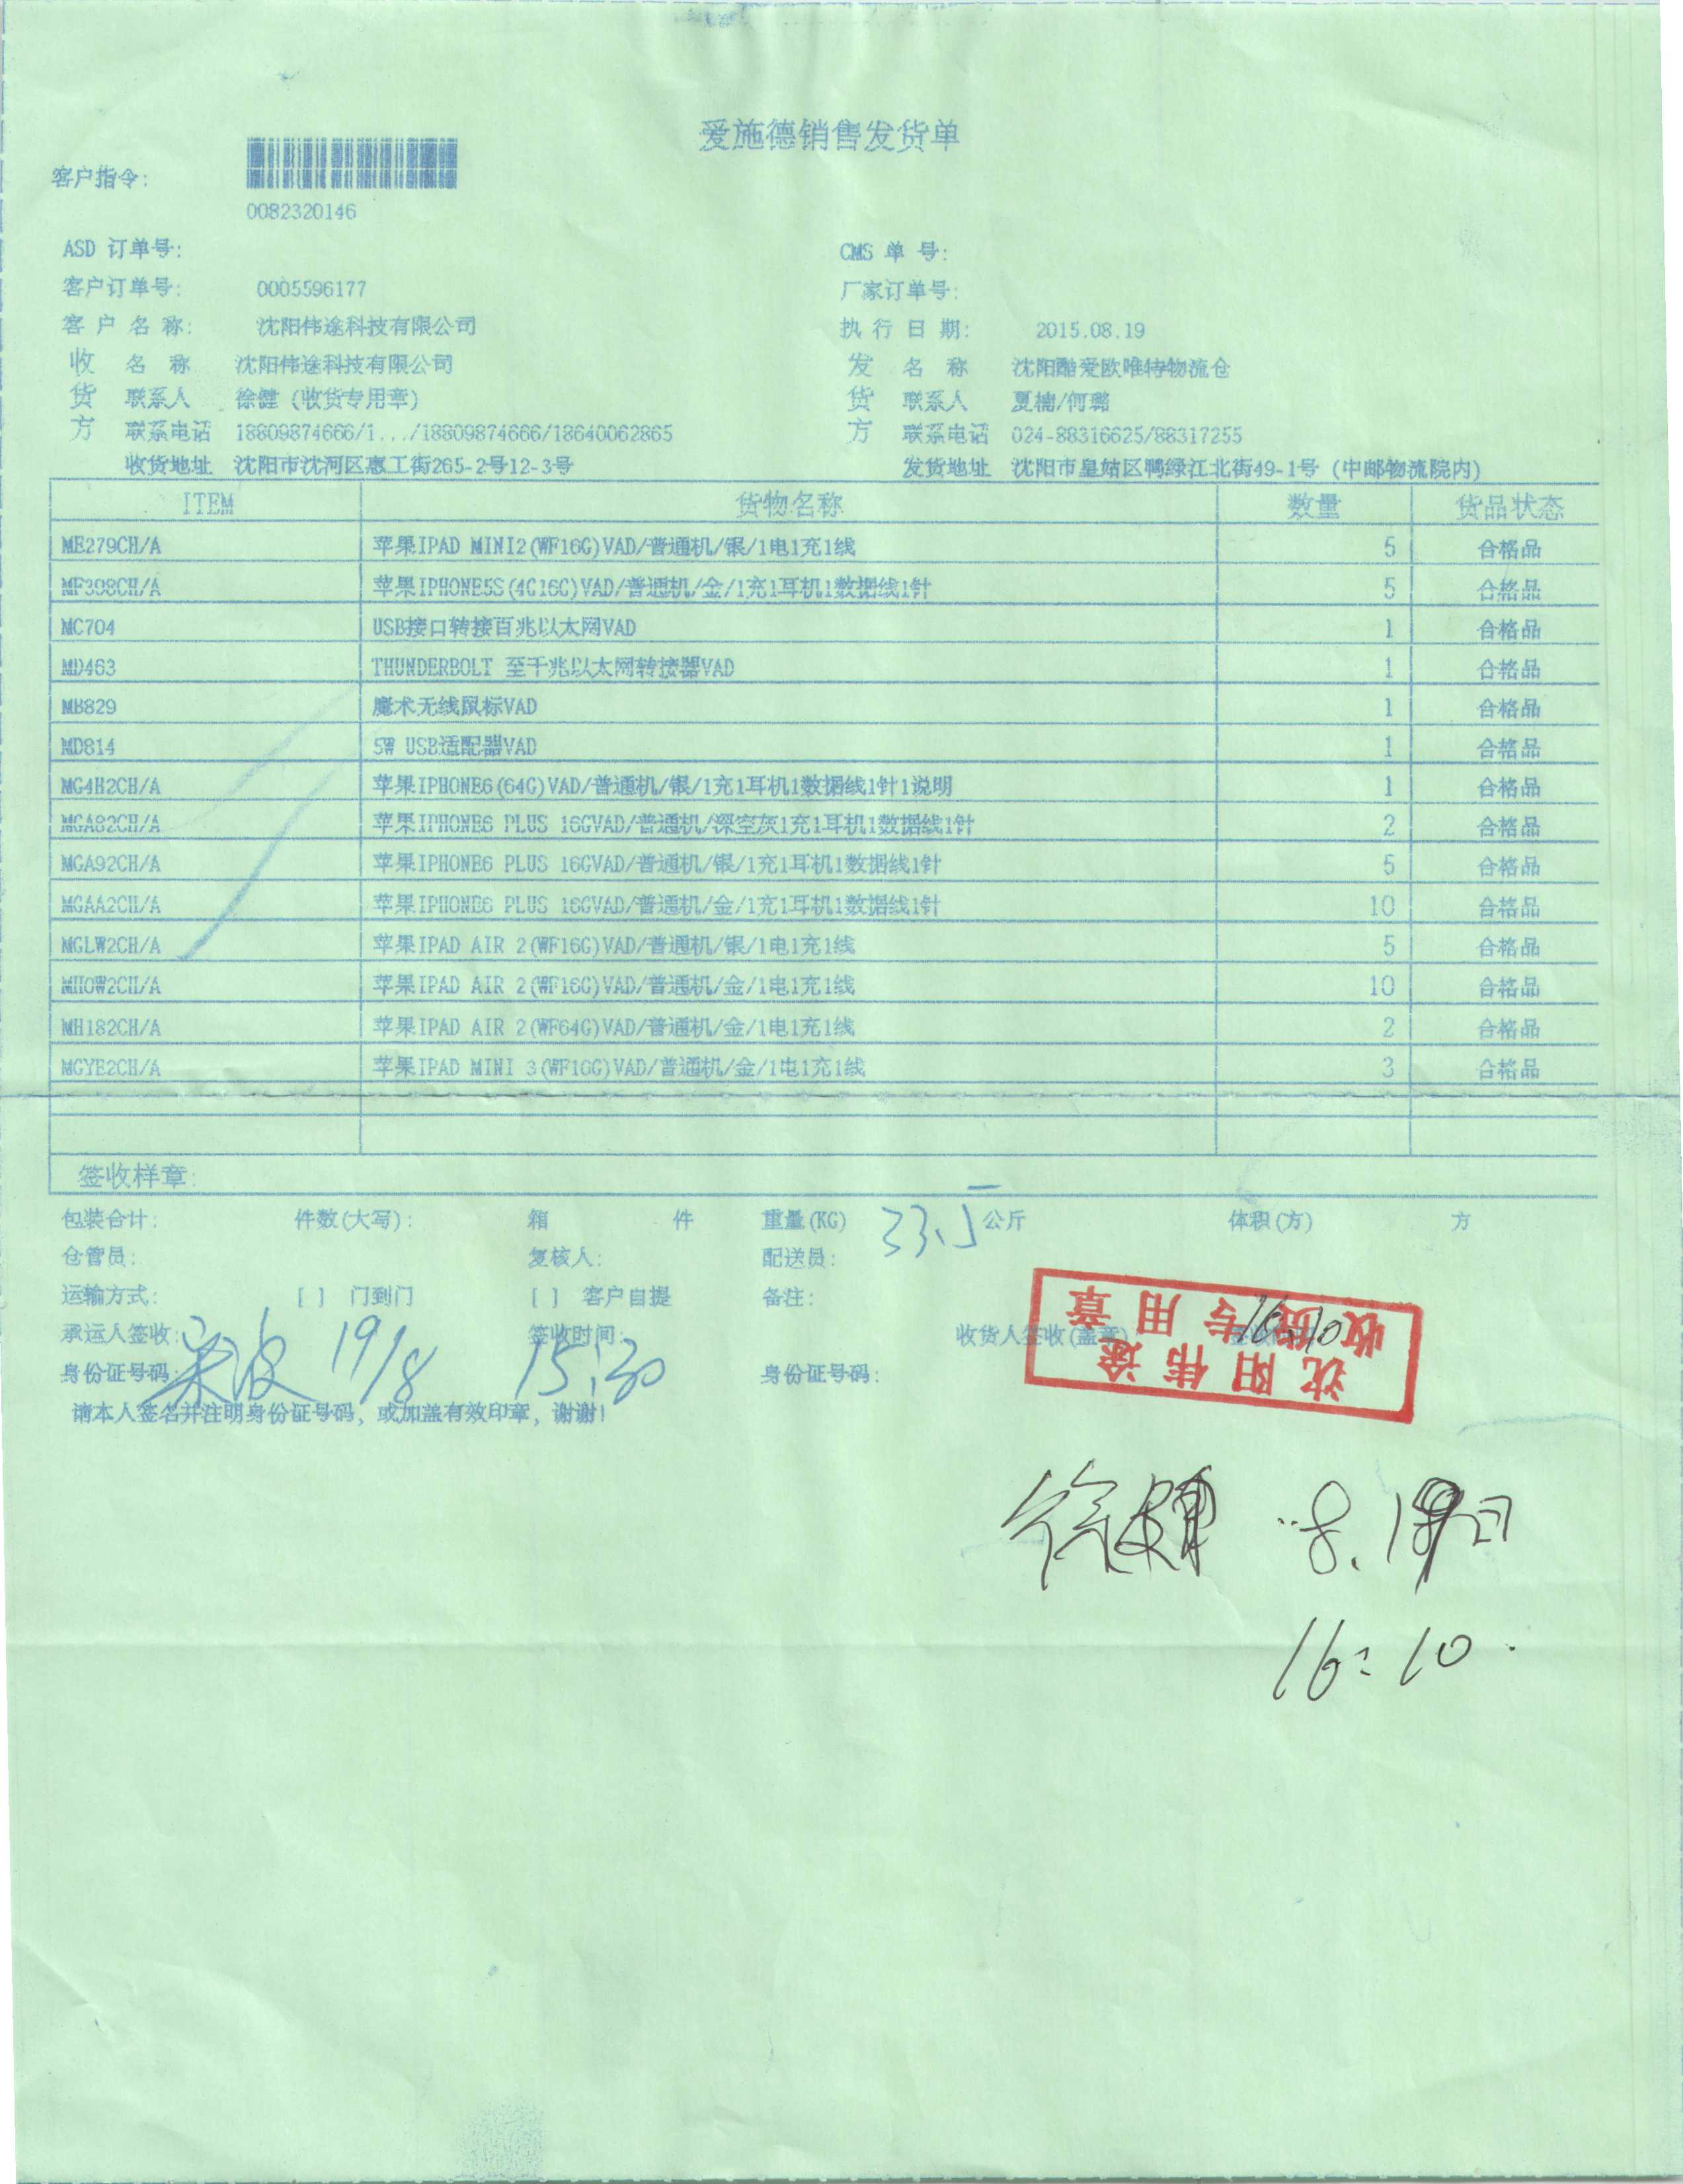 爱施德销售发货单
客户指令:
0082320146
ASD 订单号: CMS 单 号:
客户订单号: 0005596177 厂家订单号:
客 户 名 称: 沈阳伟途科技有限公司 执 行 日 期: 2015.08.19
收 名 称 沈阳伟途科技有限公司 发 名 称 沈阳酷爱欧唯特物流仓
货 联系人 徐健 (收货专用章) 货 联系人 夏楠/何璐
方 联系电话 18809874666/1.../18809874666/18640062865 方 联系电话 024-88316625/88317255
收货地址 沈阳市沈河区惠工街265-2号12-3号 发货地址 沈阳市皇姑区鸭绿江北街49-1号 (中邮物流院内)
ITEM 货物名称 数量 货品状态
ME279CH/A 苹果IPAD MINI2(WF16G)VAD/普通机/银/1电1充1线 5 合格品
MF398CH/A 苹果IPHONE5S(4G16G)VAD/普通机/金/1充1耳机1数据线1针 5 合格品
MC704 USB接口转接百兆以太网VAD 1 合格品
MD463 THUNDERBOLT 至千兆以太网转接器VAD 1 合格品
MB829 魔术无线鼠标VAD 1 合格品
MD814 5W USB适配器VAD 1 合格品
MG4H2CH/A 苹果IPHONE6(64G)VAD/普通机/银/1充1耳机1数据线1针1说明 1 合格品
MGA82CH/A 苹果IPHONE6 PLUS 16GVAD/普通机/深空灰1充1耳机1数据线1针 2 合格品
MGA92CH/A 苹果IPHONE6 PLUS 16GVAD/普通机/银/1充1耳机1数据线1针 5 合格品
MGAA2CH/A 苹果IPHONE6 PLUS 16GVAD/普通机/金/1充1耳机1数据线1针 10 合格品
MGLW2CH/A 苹果IPAD AIR 2(WF16G)VAD/普通机/银/1电1充1线 5 合格品
MH0W2CH/A 苹果IPAD AIR 2(WF16G)VAD/普通机/金/1电1充1线 10 合格品
MH182CH/A 苹果IPAD AIR 2(WF64G)VAD/普通机/金/1电1充1线 2 合格品
MGYE2CH/A 苹果IPAD MINI 3(WF16G)VAD/普通机/金/1电1充1线 3 合格品
签收样章:
包装合计: 件数(大写): 箱 件 重量(KG) 33.5 公斤 体积(方) 方
仓管员: 复核人: 配送员:
运输方式: [ ] 门到门 [ ] 客户自提 备注:
承运人签收: 19/8 签收时间: 15:30 收货人签收(盖章) 16:10
身份证号码: 身份证号码:
请本人签名并注明身份证号码, 或加盖有效印章, 谢谢!
沈阳伟途
收货专用章
徐健 8.19日
16:10